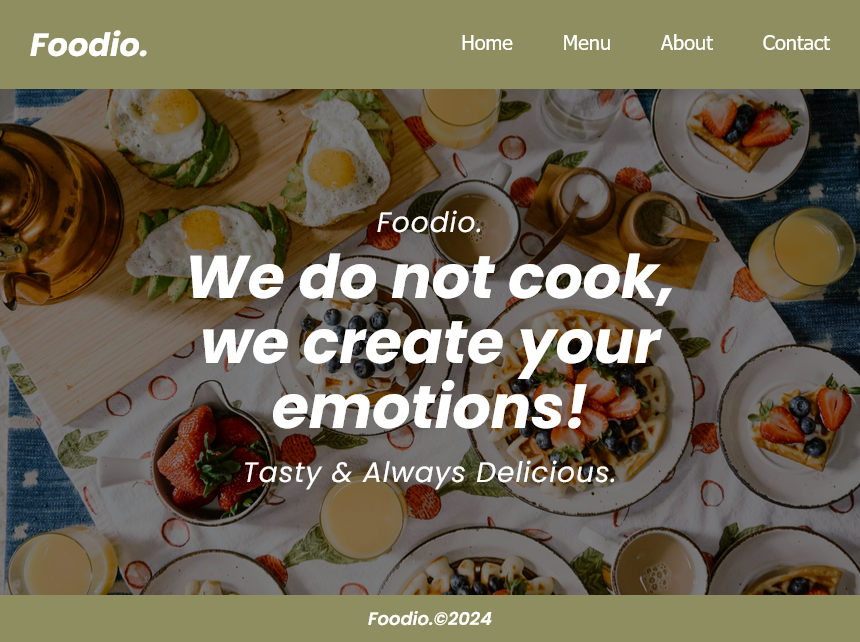 Foodio.
Home Menu About Contact
Foodio.
We do not cook,
we create your
emotions!
Tasty & Always Delicious.
Foodio.©2024